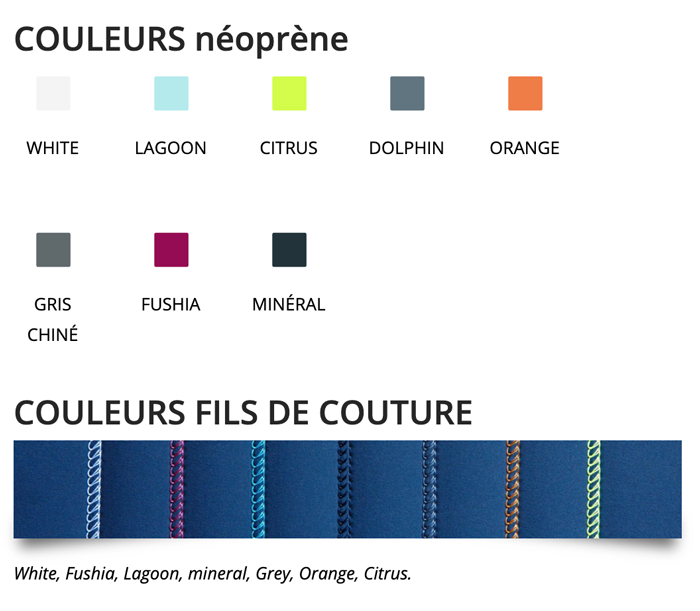 COULEURS néoprène
WHITE LAGOON CITRUS DOLPHIN ORANGE
GRIS CHINÉ FUSHIA MINÉRAL
COULEURS FILS DE COUTURE
White, Fushia, Lagoon, mineral, Grey, Orange, Citrus.